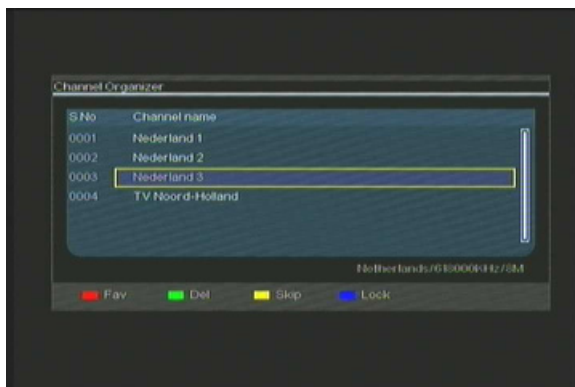 Channel Organizer
S.No Channel name
0001 Nederland 1
0002 Nederland 2
0003 Nederland 3
0004 TV Noord-Holland
Netherlands/618000KHz/8M
Fav Del Skip Lock